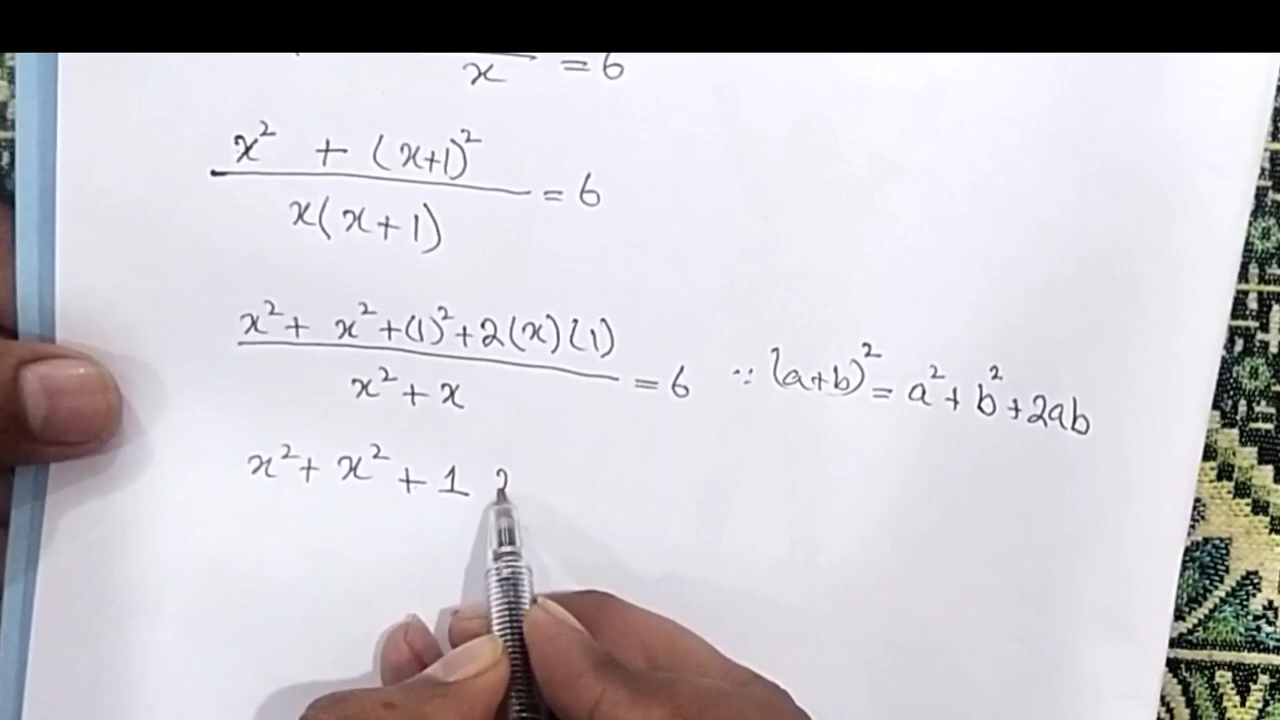 x = 6
x² + (x+1)² / x(x+1) = 6
x² + x² + (1)² + 2(x)(1) / x² + x = 6 ∵ (a+b)² = a² + b² + 2ab
x² + x² + 1 2